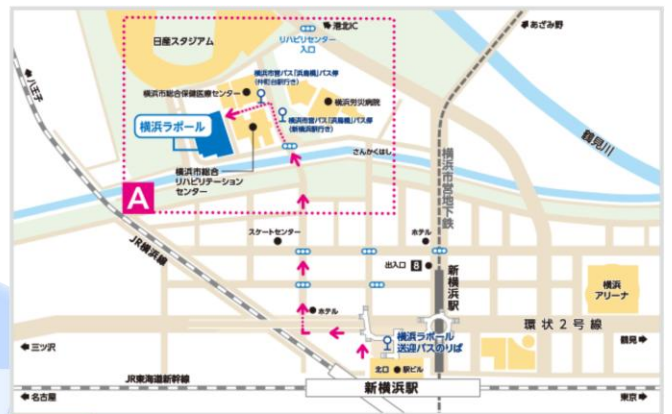 日産スタジアム
港北IC
あざみ野
リハビリセンター
入口
八王子
横浜市営バス「浜鳥橋」バス停
(仲町台駅行き)
横浜市総合保健医療センター
横浜労災病院
横浜ラポール
横浜市営バス「浜鳥橋」バス停
(新横浜駅行き)
鶴見川
さんかくはし
横浜市総合
リハビリテーション
センター
横浜市営地下鉄
A
JR横浜線
スケートセンター
ホテル
出入口 8
新横浜駅
横浜
アリーナ
ホテル
環状2号線
横浜ラポール
送迎バスのりば
三ツ沢
鶴見
北口
駅ビル
JR東海道新幹線
新横浜駅
名古屋
東京